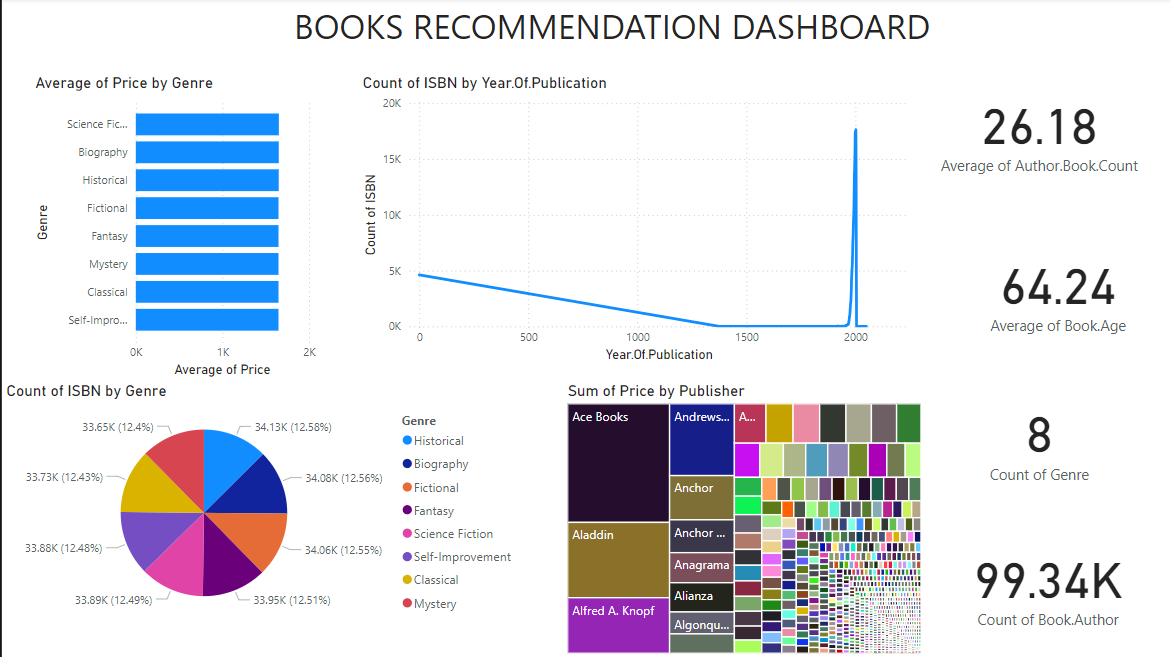 BOOKS RECOMMENDATION DASHBOARD
Average of Price by Genre
Genre
Science Fic...
Biography
Historical
Fictional
Fantasy
Mystery
Classical
Self-Impro...
0K 1K 2K
Average of Price
Count of ISBN by Year.Of.Publication
Count of ISBN
20K
15K
10K
5K
0K
0 500 1000 1500 2000
Year.Of.Publication
26.18
Average of Author.Book.Count
64.24
Average of Book.Age
8
Count of Genre
99.34K
Count of Book.Author
Count of ISBN by Genre
34.13K (12.58%)
34.08K (12.56%)
34.06K (12.55%)
33.95K (12.51%)
33.89K (12.49%)
33.88K (12.48%)
33.73K (12.43%)
33.65K (12.4%)
Genre
Historical
Biography
Fictional
Fantasy
Science Fiction
Self-Improvement
Classical
Mystery
Sum of Price by Publisher
Ace Books
Aladdin
Alfred A. Knopf
Andrews...
Anchor
Anchor ...
Anagrama
Alianza
Algonqu...
A...